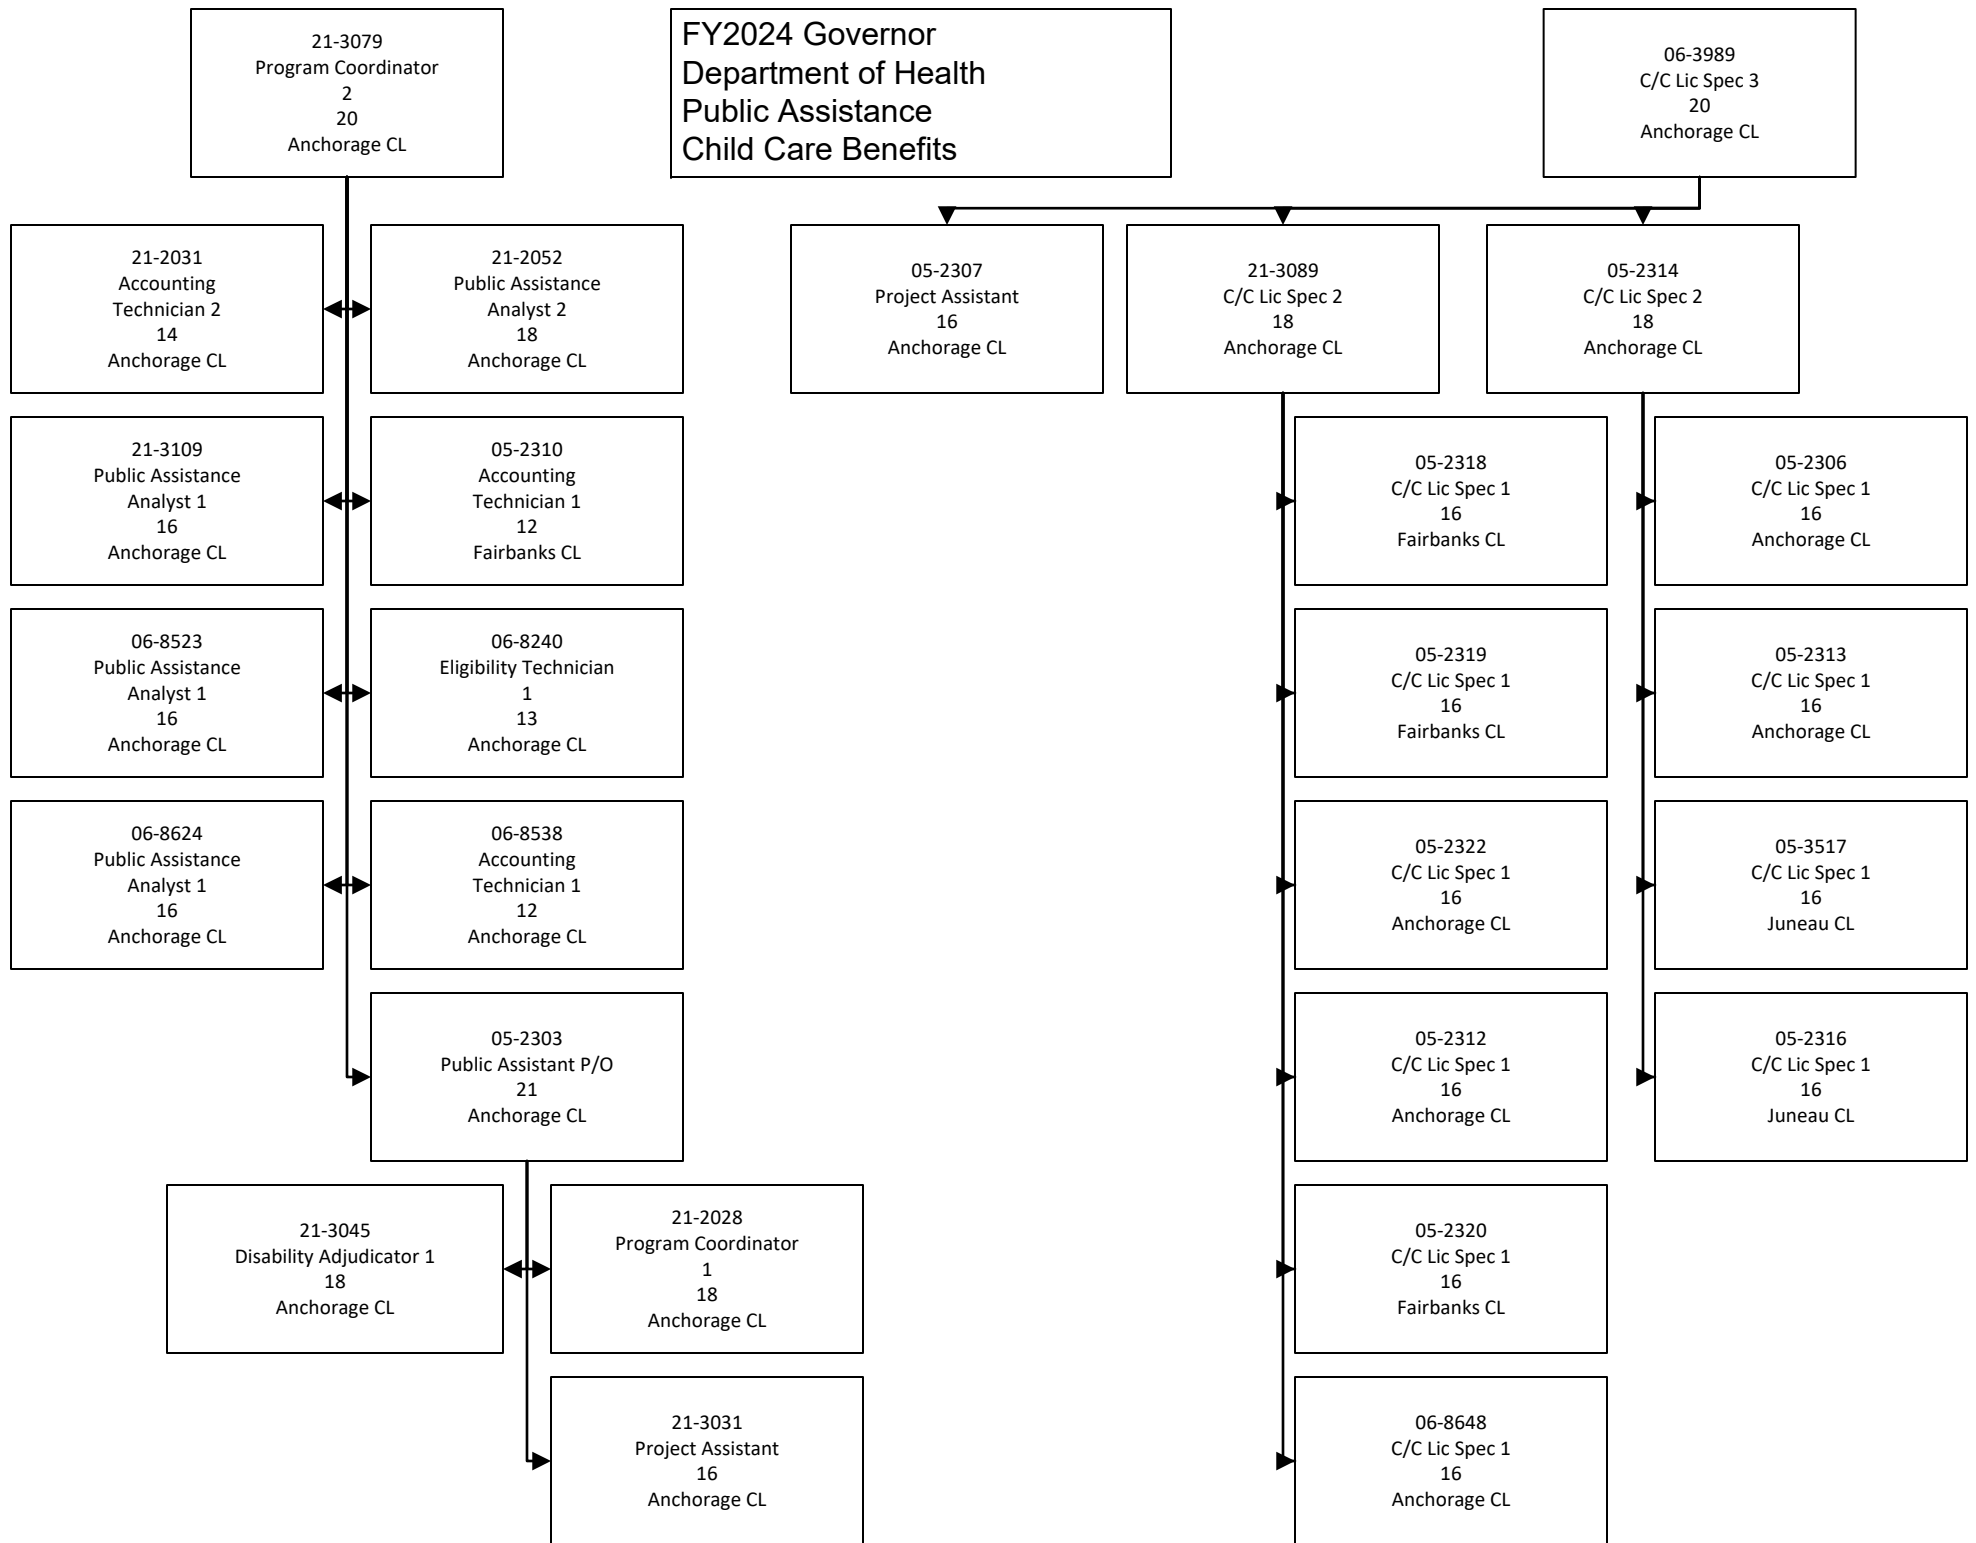 21-3079
Program Coordinator
2
20
Anchorage CL
FY2024 Governor
Department of Health
Public Assistance
Child Care Benefits
06-3989
C/C Lic Spec 3
20
Anchorage CL
21-2031
Accounting
Technician 2
14
Anchorage CL
21-2052
Public Assistance
Analyst 2
18
Anchorage CL
05-2307
Project Assistant
16
Anchorage CL
21-3089
C/C Lic Spec 2
18
Anchorage CL
05-2314
C/C Lic Spec 2
18
Anchorage CL
21-3109
Public Assistance
Analyst 1
16
Anchorage CL
05-2310
Accounting
Technician 1
12
Fairbanks CL
05-2318
C/C Lic Spec 1
16
Fairbanks CL
05-2306
C/C Lic Spec 1
16
Anchorage CL
06-8523
Public Assistance
Analyst 1
16
Anchorage CL
06-8240
Eligibility Technician
1
13
Anchorage CL
05-2319
C/C Lic Spec 1
16
Fairbanks CL
05-2313
C/C Lic Spec 1
16
Anchorage CL
06-8624
Public Assistance
Analyst 1
16
Anchorage CL
06-8538
Accounting
Technician 1
12
Anchorage CL
05-2322
C/C Lic Spec 1
16
Anchorage CL
05-3517
C/C Lic Spec 1
16
Juneau CL
05-2303
Public Assistant P/O
21
Anchorage CL
05-2312
C/C Lic Spec 1
16
Anchorage CL
05-2316
C/C Lic Spec 1
16
Juneau CL
21-3045
Disability Adjudicator 1
18
Anchorage CL
21-2028
Program Coordinator
1
18
Anchorage CL
05-2320
C/C Lic Spec 1
16
Fairbanks CL
21-3031
Project Assistant
16
Anchorage CL
06-8648
C/C Lic Spec 1
16
Anchorage CL